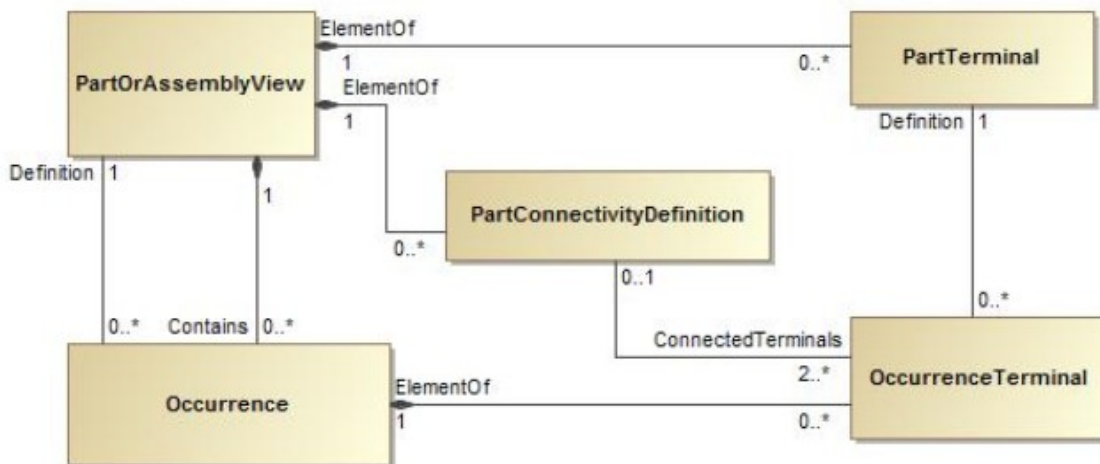 ElementOf
1
0..*
PartOrAssemblyView
PartTerminal
ElementOf
1
Definition
1
Definition
1
1
PartConnectivityDefinition
0..*
0..1
0..*
0..*
Contains
0..*
ConnectedTerminals
2..*
OccurrenceTerminal
Occurrence
ElementOf
1
0..*